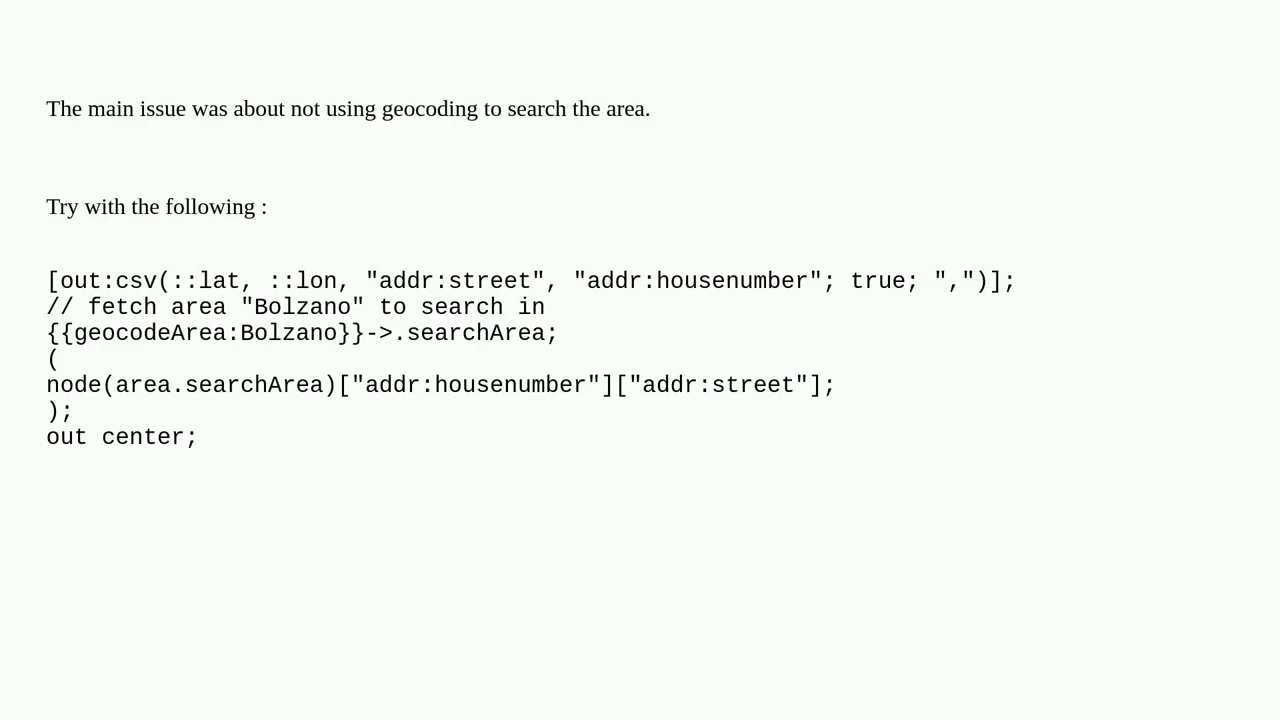 The main issue was about not using geocoding to search the area.
Try with the following :
[out:csv(::lat, ::lon, "addr:street", "addr:housenumber"; true; ",")];
// fetch area "Bolzano" to search in
{{geocodeArea:Bolzano}}->.searchArea;
(
node(area.searchArea)["addr:housenumber"]["addr:street"];
);
out center;